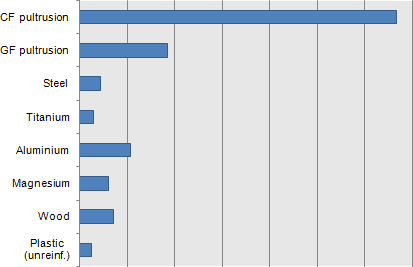 CF pultrusion
GF pultrusion
Steel
Titanium
Aluminium
Magnesium
Wood
Plastic
(unreinf.)